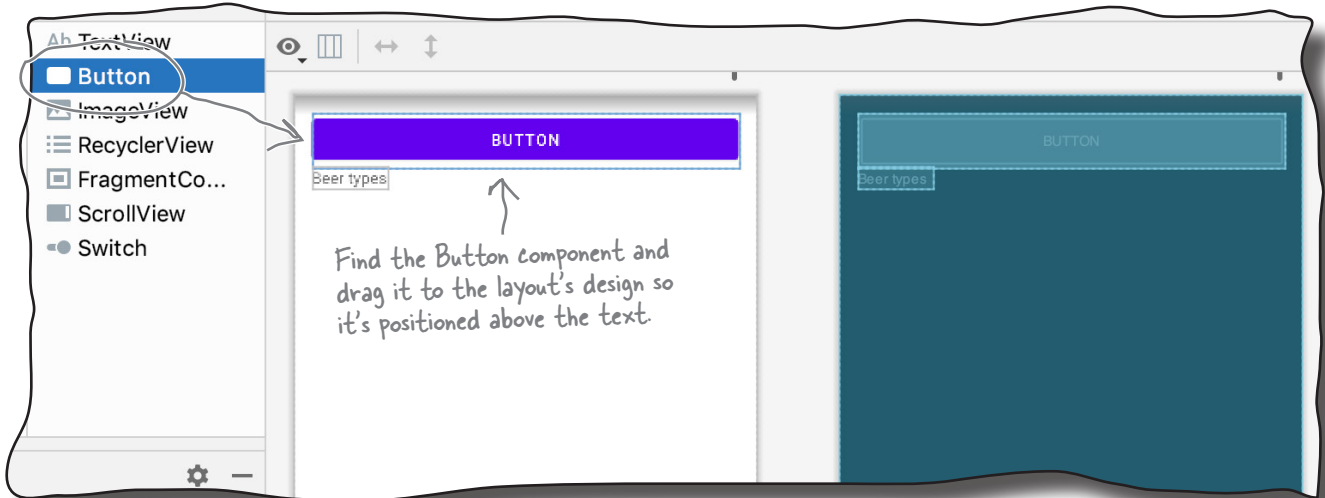 Ab TextView
Button
ImageView
RecyclerView
FragmentCo...
ScrollView
Switch
BUTTON
Beer types
Find the Button component and
drag it to the layout's design so
it's positioned above the text.
BUTTON
Beer types